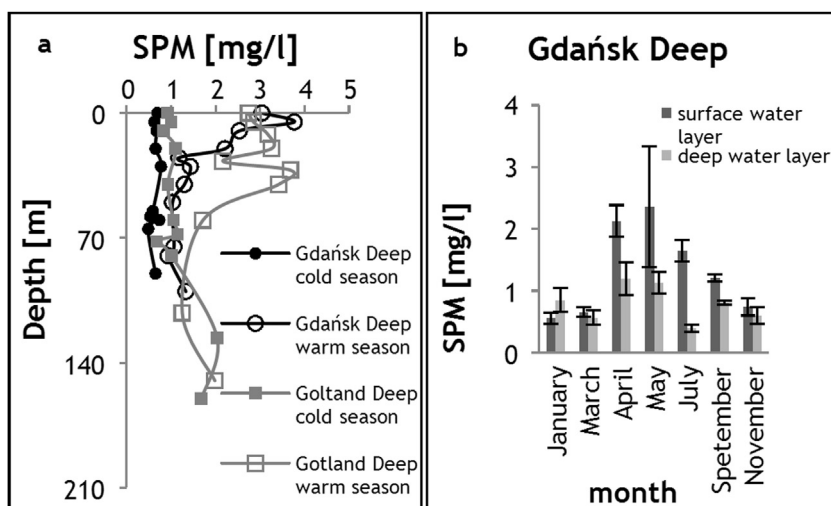 a
SPM [mg/l]
0 1 2 3 4 5
0
70
140
210
Depth [m]
Gdańsk Deep
cold season
Gdańsk Deep
warm season
Goltand Deep
cold season
Gotland Deep
warm season
b
Gdańsk Deep
4
3
2
1
0
SPM [mg/l]
surface water
layer
deep water layer
January
March
April
May
July
Spetember
November
month